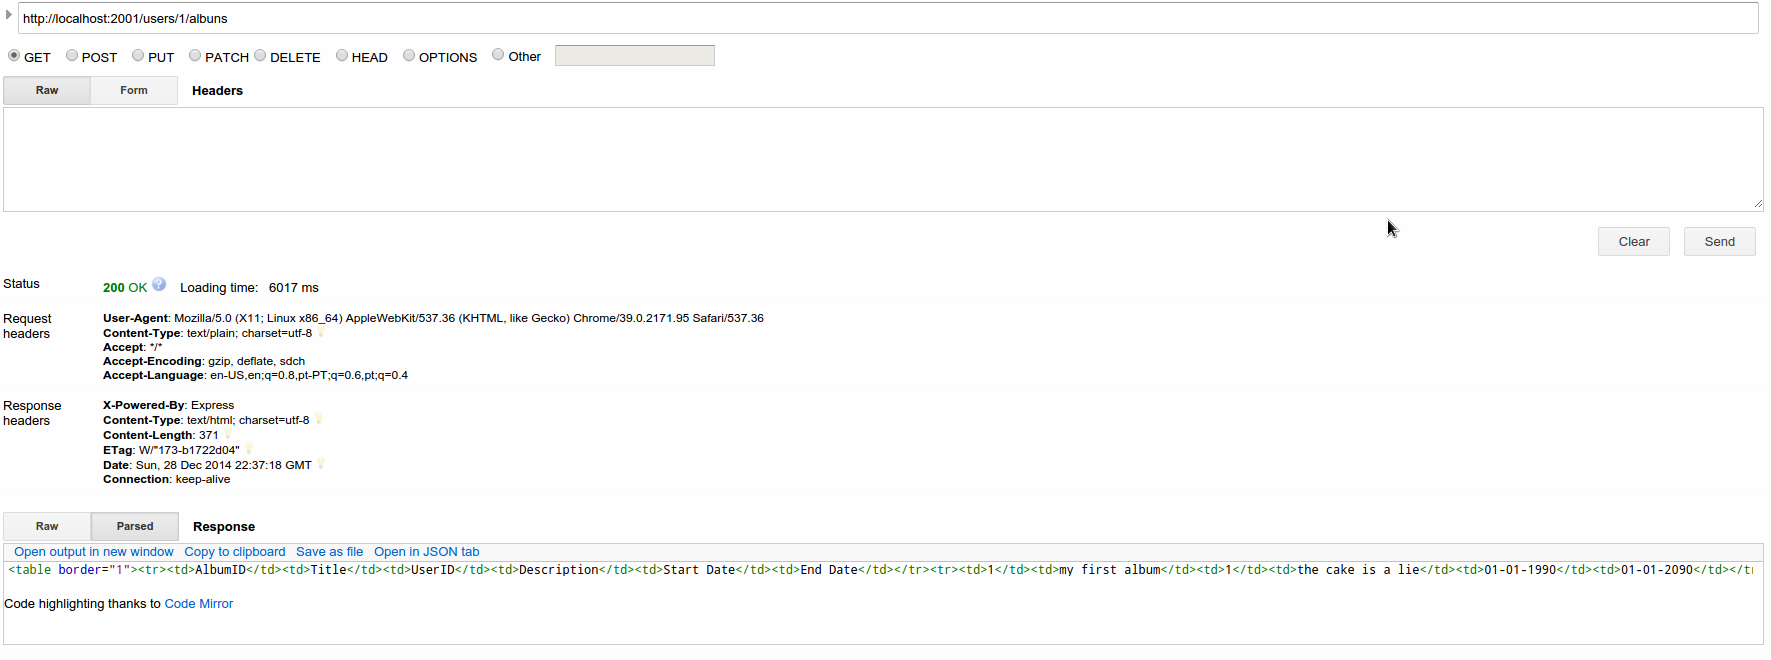 http://localhost:2001/users/1/albuns
GET POST PUT PATCH DELETE HEAD OPTIONS Other
Raw Form Headers
Clear Send
Status 200 OK Loading time: 6017 ms
Request headers
User-Agent: Mozilla/5.0 (X11; Linux x86_64) AppleWebKit/537.36 (KHTML, like Gecko) Chrome/39.0.2171.95 Safari/537.36
Content-Type: text/plain; charset=utf-8
Accept: */*
Accept-Encoding: gzip, deflate, sdch
Accept-Language: en-US,en;q=0.8,pt-PT;q=0.6,pt;q=0.4
Response headers
X-Powered-By: Express
Content-Type: text/html; charset=utf-8
Content-Length: 371
ETag: W/"173-b1722d04"
Date: Sun, 28 Dec 2014 22:37:18 GMT
Connection: keep-alive
Raw Parsed Response
Open output in new window Copy to clipboard Save as file Open in JSON tab
<table border="1"><tr><td>AlbumID</td><td>Title</td><td>UserID</td><td>Description</td><td>Start Date</td><td>End Date</td></tr><tr><td>1</td><td>my first album</td><td>1</td><td>the cake is a lie</td><td>01-01-1990</td><td>01-01-2090</td></t
Code highlighting thanks to Code Mirror